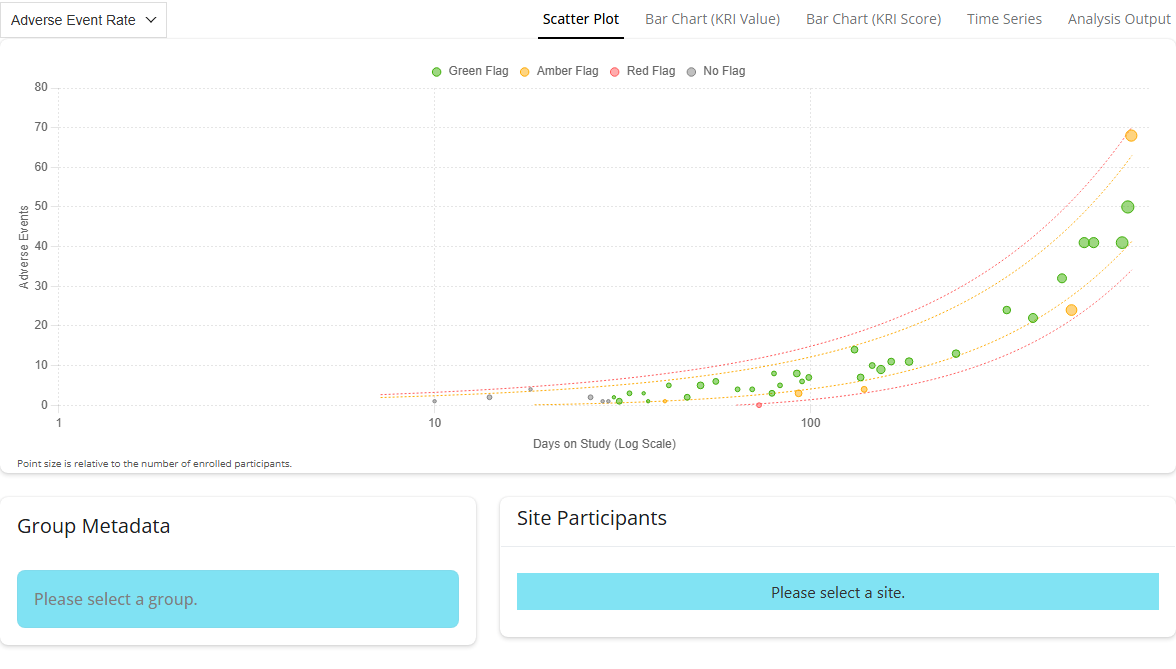 Adverse Event Rate
Scatter Plot Bar Chart (KRI Value) Bar Chart (KRI Score) Time Series Analysis Output
Green Flag Amber Flag Red Flag No Flag
80
70
60
50
40
30
20
10
0
Adverse Events
1 10 100
Days on Study (Log Scale)
Point size is relative to the number of enrolled participants.
Group Metadata
Please select a group.
Site Participants
Please select a site.